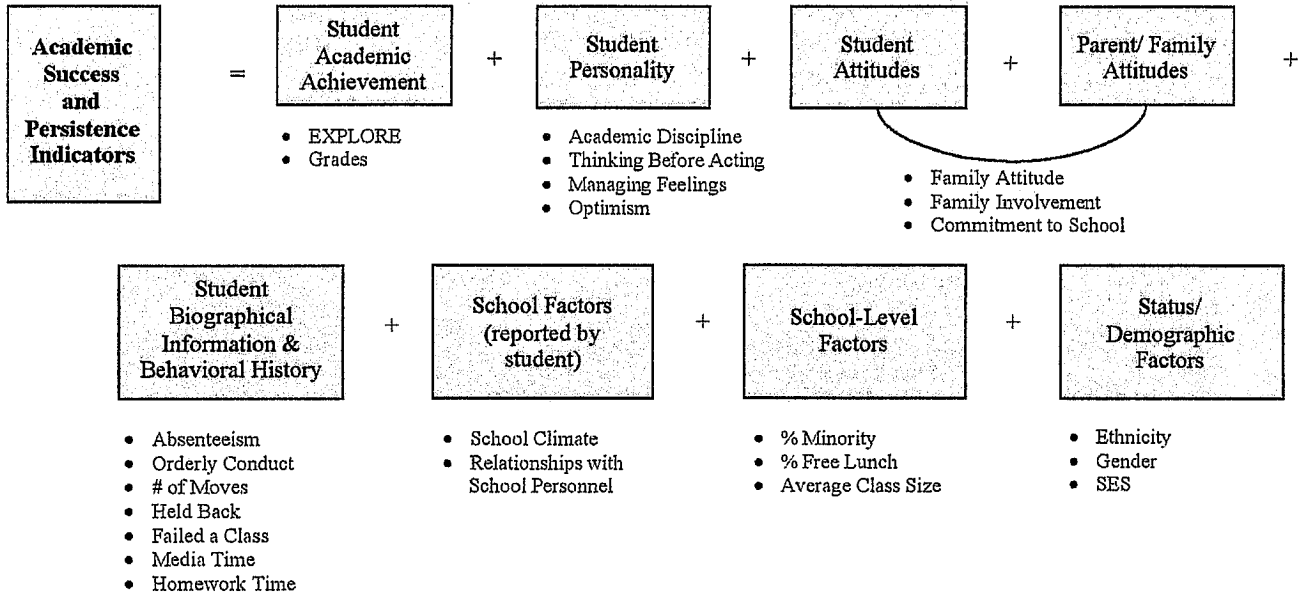 Academic
Success
and
Persistence
Indicators
=
Student
Academic
Achievement
+
Student
Personality
+
Student
Attitudes
+
Parent/ Family
Attitudes
+
• EXPLORE
• Grades
• Academic Discipline
• Thinking Before Acting
• Managing Feelings
• Optimism
• Family Attitude
• Family Involvement
• Commitment to School
Student
Biographical
Information &
Behavioral History
+
School Factors
(reported by
student)
+
School-Level
Factors
+
Status/
Demographic
Factors
• Absenteeism
• Orderly Conduct
• # of Moves
• Held Back
• Failed a Class
• Media Time
• Homework Time
• School Climate
• Relationships with
School Personnel
• % Minority
• % Free Lunch
• Average Class Size
• Ethnicity
• Gender
• SES